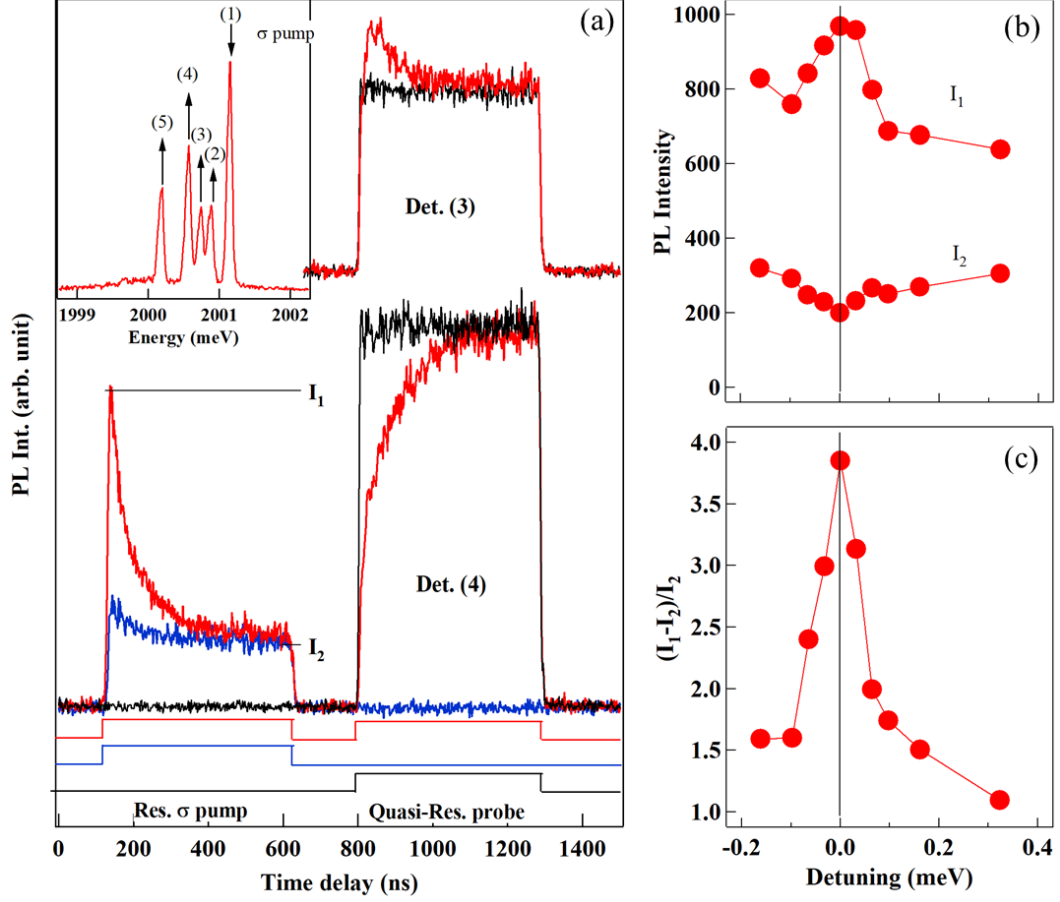 (a)
(1)
σ pump
(4)
(5)
(3)
(2)
1999 2000 2001 2002
Energy (meV)
Det. (3)
I1
I2
Det. (4)
PL Int. (arb. unit)
Res. σ pump
Quasi-Res. probe
0 200 400 600 800 1000 1200 1400
Time delay (ns)
(b)
1000
800
600
400
200
0
PL Intensity
I1
I2
(c)
4.0
3.5
3.0
2.5
2.0
1.5
1.0
(I1-I2)/I2
-0.2 0.0 0.2 0.4
Detuning (meV)